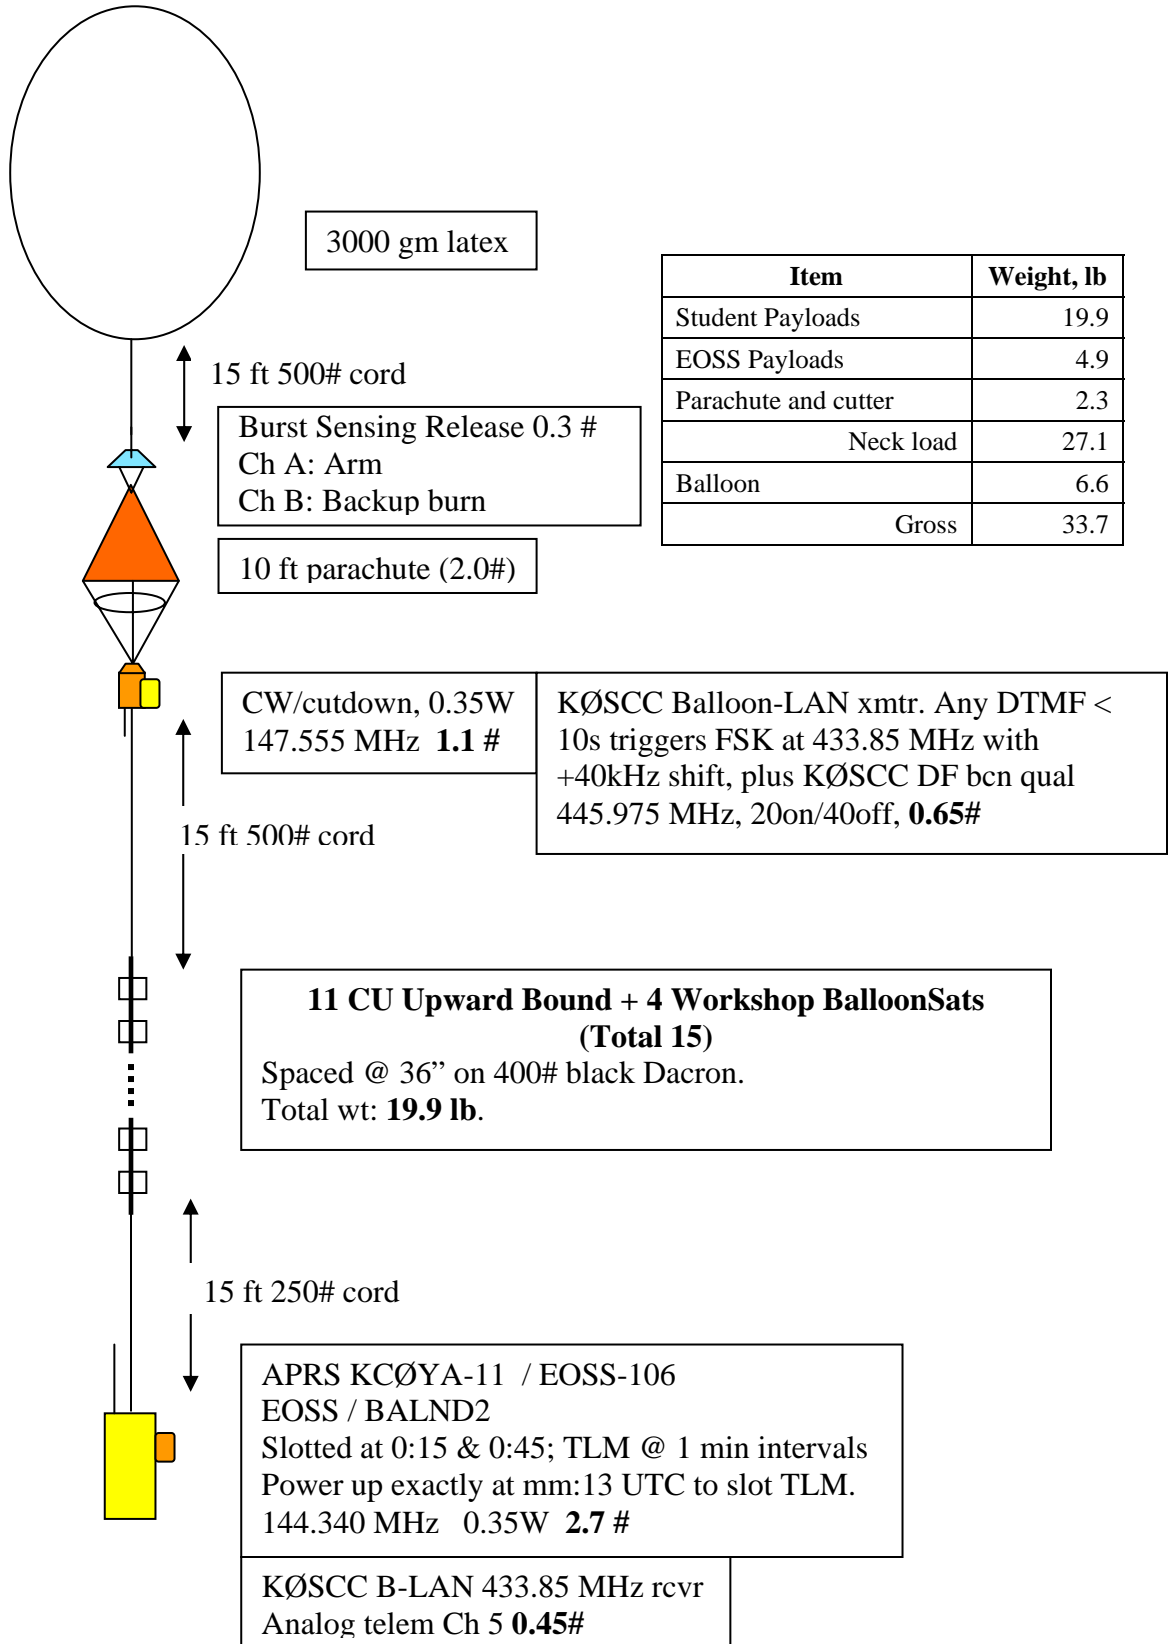 3000 gm latex
Item Weight, lb
Student Payloads 19.9
EOSS Payloads 4.9
Parachute and cutter 2.3
Neck load 27.1
Balloon 6.6
Gross 33.7
15 ft 500# cord
Burst Sensing Release 0.3 #
Ch A: Arm
Ch B: Backup burn
10 ft parachute (2.0#)
CW/cutdown, 0.35W
147.555 MHz 1.1 #
KØSCC Balloon-LAN xmtr. Any DTMF <
10s triggers FSK at 433.85 MHz with
+40kHz shift, plus KØSCC DF bcn qual
445.975 MHz, 20on/40off, 0.65#
15 ft 500# cord
11 CU Upward Bound + 4 Workshop BalloonSats
(Total 15)
Spaced @ 36” on 400# black Dacron.
Total wt: 19.9 lb.
15 ft 250# cord
APRS KCØYA-11 / EOSS-106
EOSS / BALND2
Slotted at 0:15 & 0:45; TLM @ 1 min intervals
Power up exactly at mm:13 UTC to slot TLM.
144.340 MHz 0.35W 2.7 #
KØSCC B-LAN 433.85 MHz rcvr
Analog telem Ch 5 0.45#